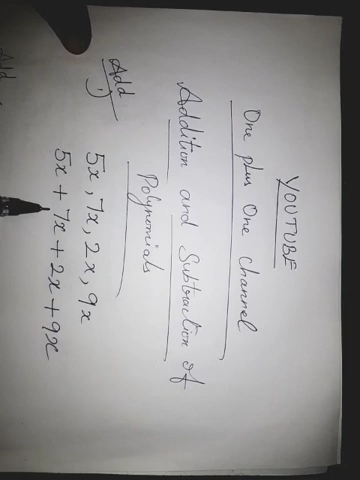 YOUTUBE
One plus One channel
Addition and Subtraction of
Polynomials
Add
i) 5x, 7x, 2x, 9x
5x + 7x + 2x + 9x
Add